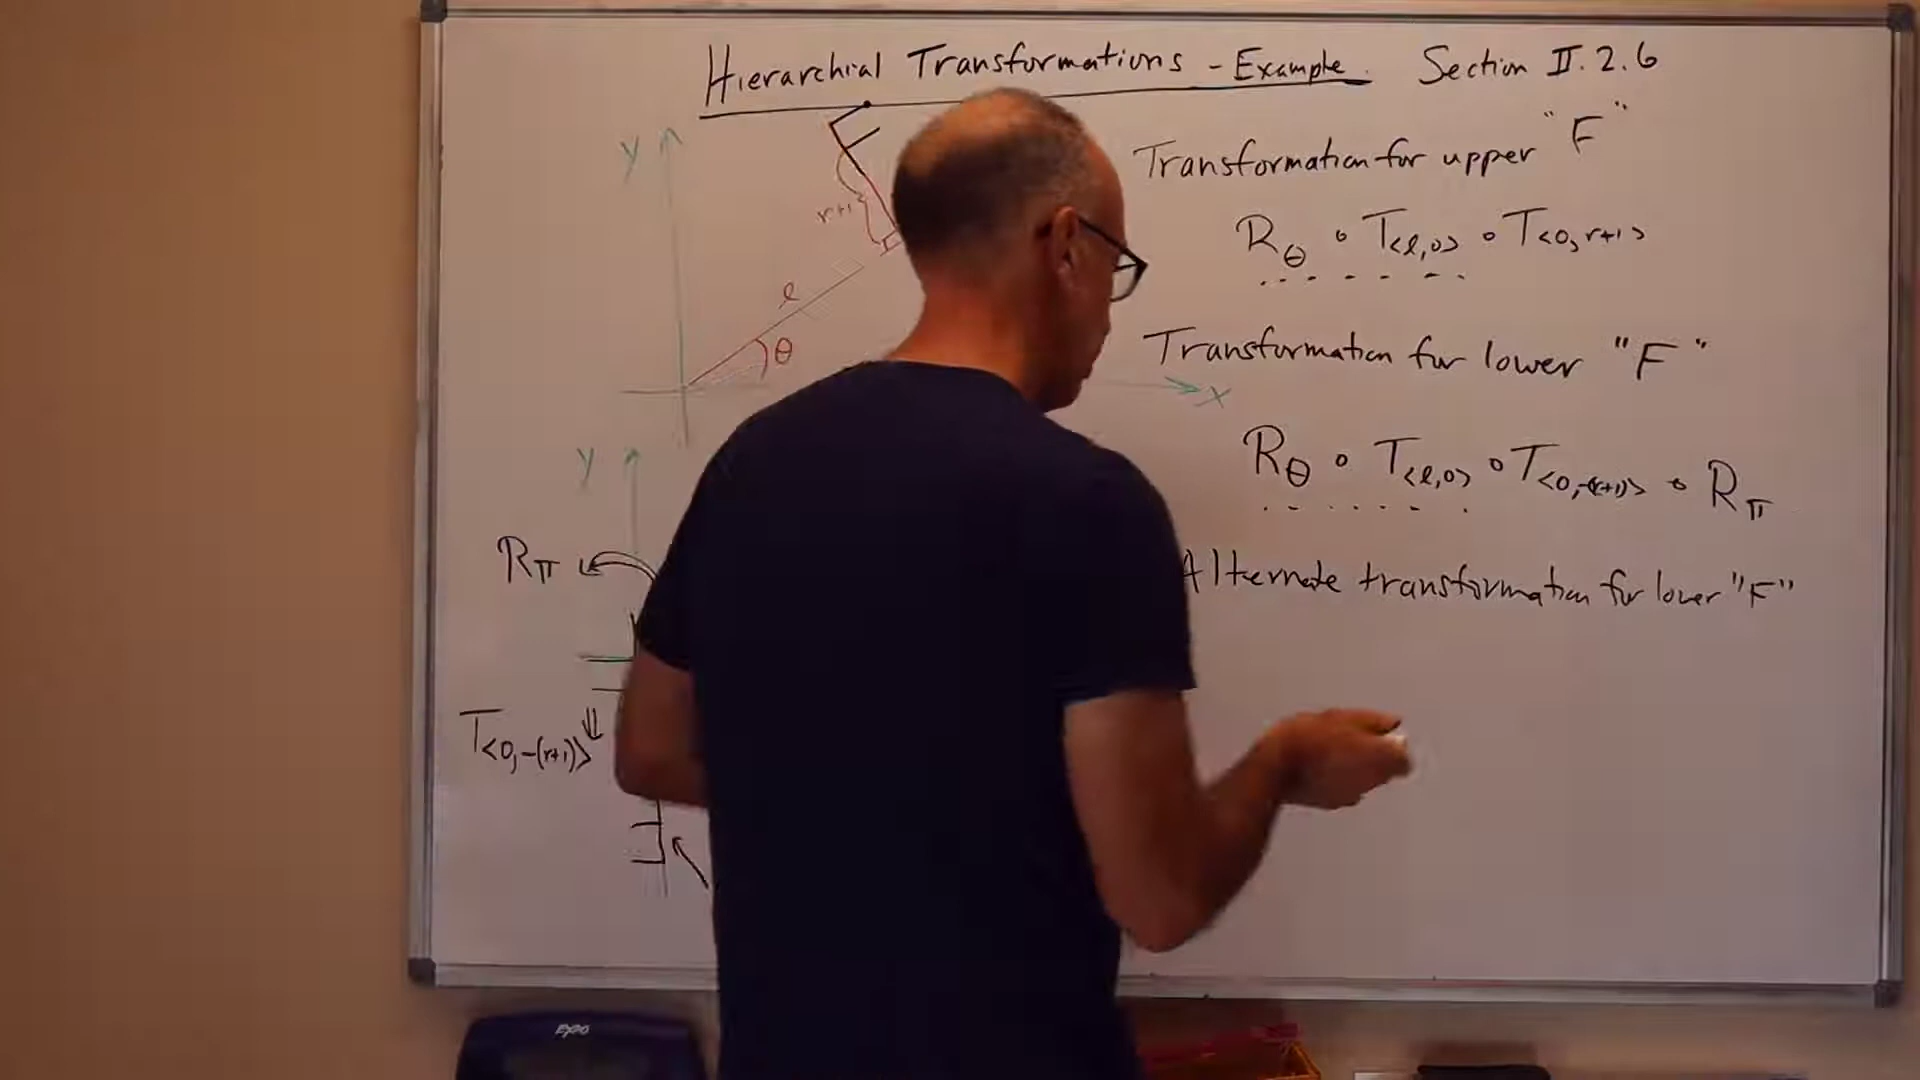 Hierarchial Transformations - Example. Section II.2.6
y
Transformation for upper "F"
r+1
R_θ ∘ T_<ℓ,0> ∘ T_<0,r+1>
ℓ
θ
x
Transformation for lower "F"
y
R_θ ∘ T_<ℓ,0> ∘ T_<0,-(r+1)> ∘ R_π
R_π
Alternate transformation for lower "F"
T_<0,-(r+1)>
EXPO